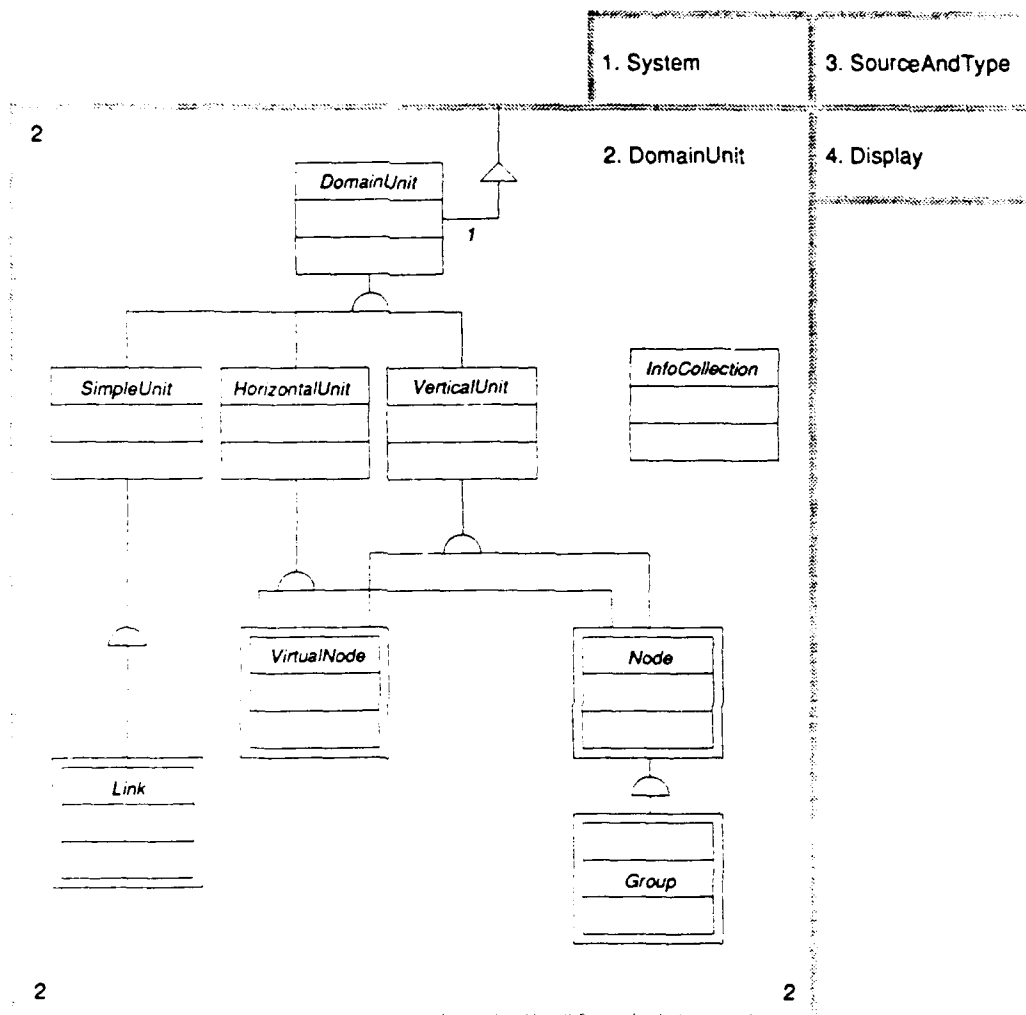 1. System
3. SourceAndType
2
2. DomainUnit
4. Display
DomainUnit
1
SimpleUnit
HorizontalUnit
VerticalUnit
InfoCollection
VirtualNode
Node
Link
Group
2
2